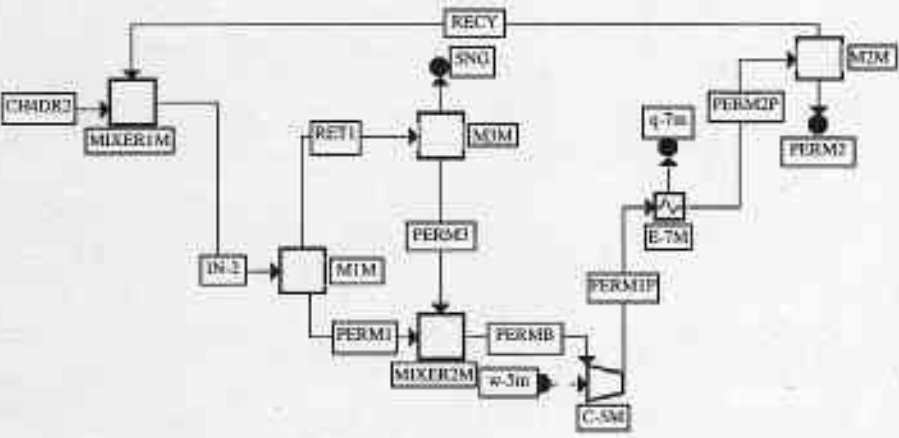 RECY
SNG
M2M
CH4DR2
PERM2P
q-7m
MIXER1M
RET1
M3M
PERM2
PERM3
E-7M
IN-2
M1M
PERM1P
PERM1
PERMB
MIXER2M
w-5m
C-5M